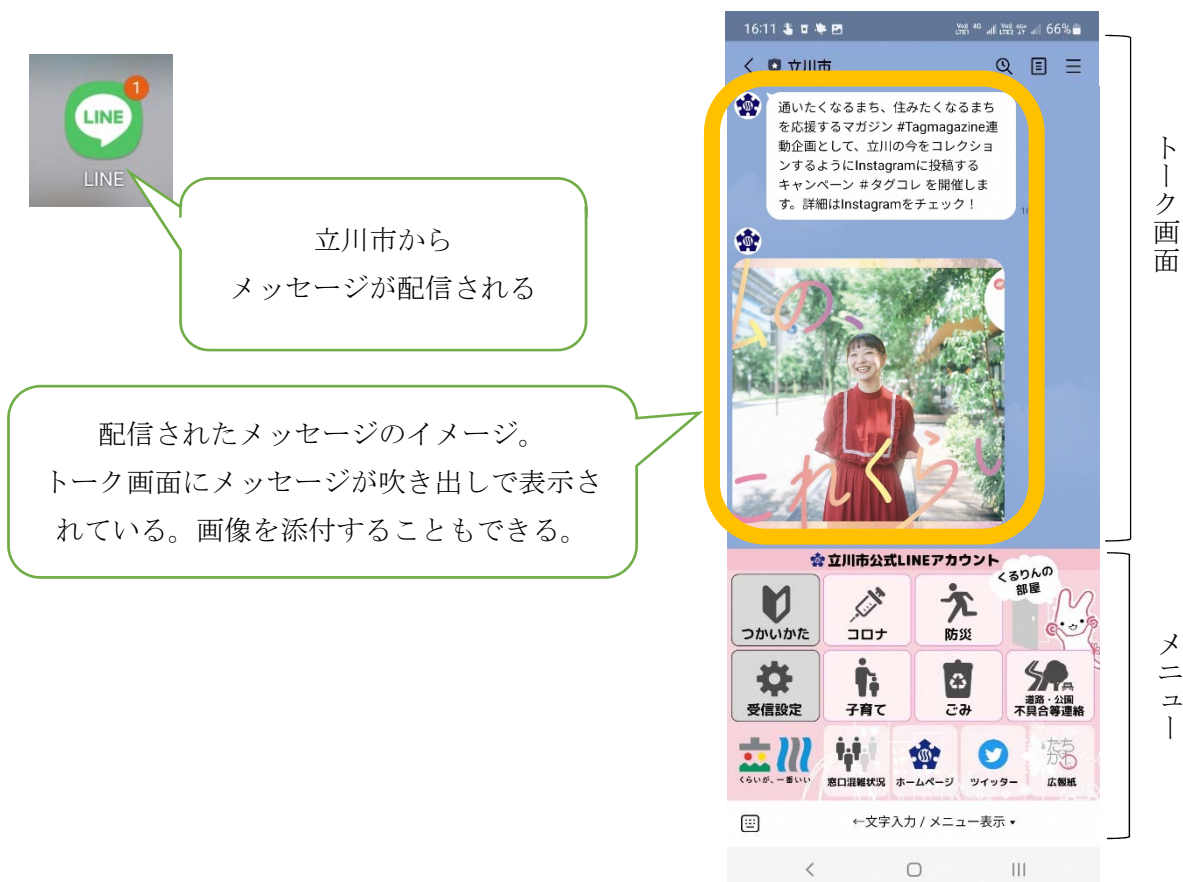 LINE
1
LINE
立川市から
メッセージが配信される
配信されたメッセージのイメージ。
トーク画面にメッセージが吹き出しで表示さ
れている。画像を添付することもできる。
16:11
66%
立川市
通いたくなるまち、住みたくなるまち
を応援するマガジン #Tagmagazine連
動企画として、立川の今をコレクショ
ンするようにInstagramに投稿する
キャンペーン #タグコレ を開催しま
す。詳細はInstagramをチェック！
の、
これくらし
トーク画面
立川市公式LINEアカウント
くるりんの
部屋
つかいかた
コロナ
防災
受信設定
子育て
ごみ
道路・公園
不具合等連絡
くらいが、一番いい
窓口混雑状況
ホームページ
ツイッター
たち
かわ
広報紙
←文字入力 / メニュー表示 ▾
メニュー